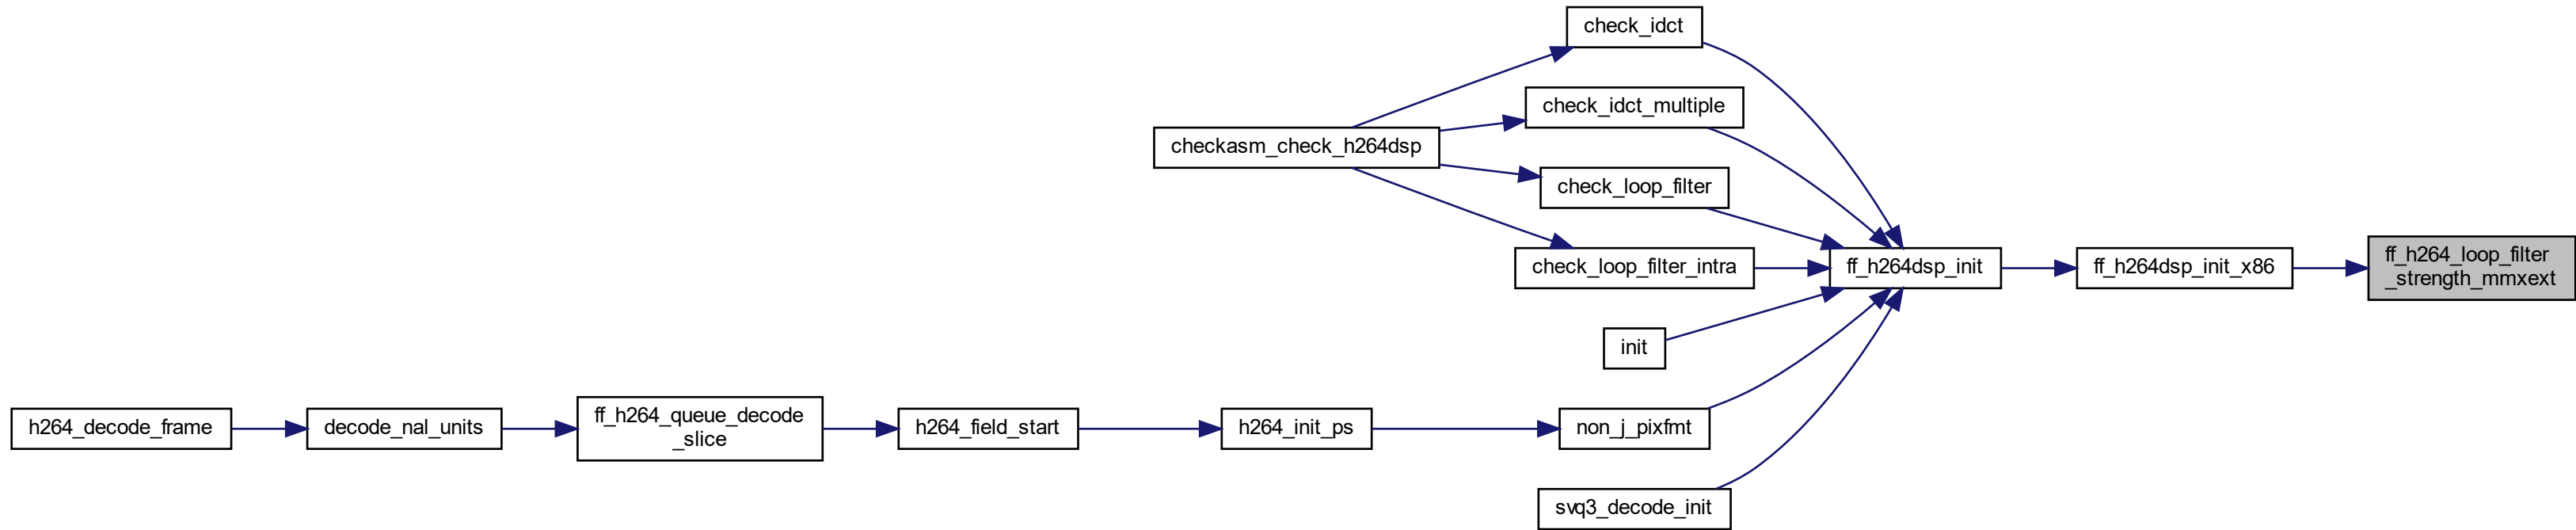 check_idct
check_idct_multiple
checkasm_check_h264dsp
check_loop_filter
check_loop_filter_intra
ff_h264dsp_init
ff_h264dsp_init_x86
ff_h264_loop_filter
_strength_mmxext
init
h264_decode_frame
decode_nal_units
ff_h264_queue_decode
_slice
h264_field_start
h264_init_ps
non_j_pixfmt
svq3_decode_init